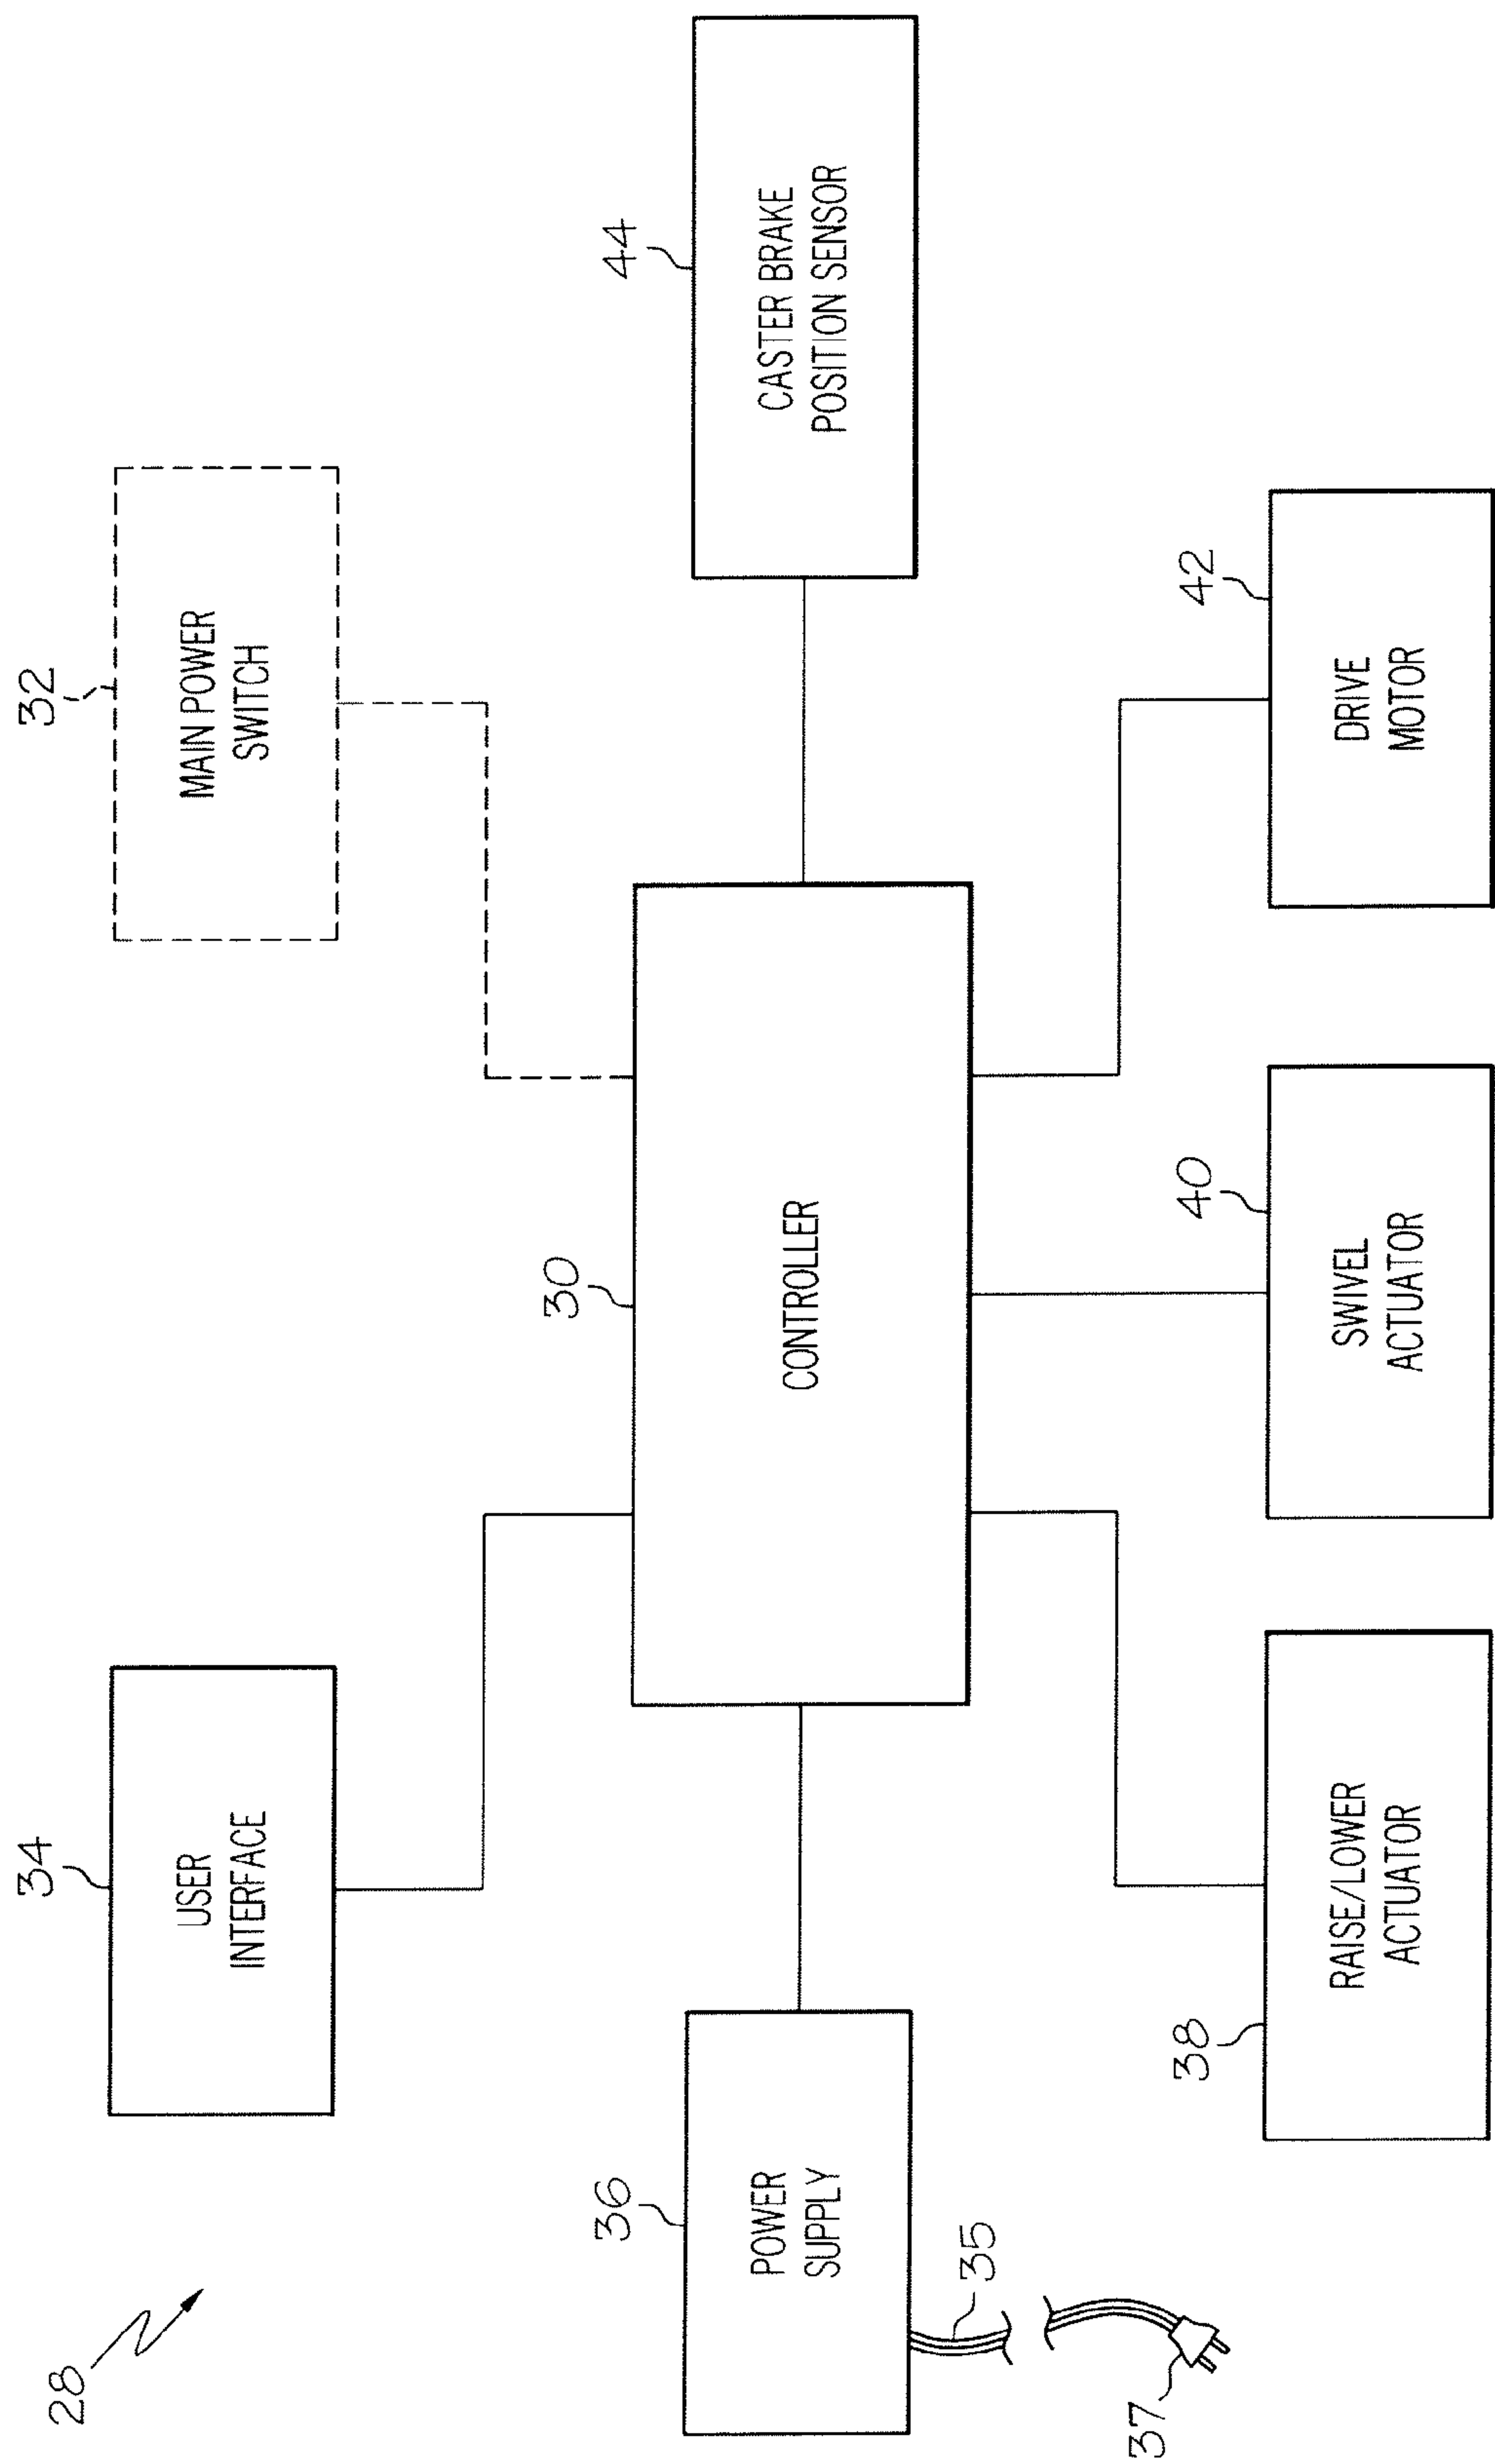 28
34
USER
INTERFACE
32
MAIN POWER
SWITCH
36
POWER
SUPPLY
35
37
30
CONTROLLER
44
CASTER BRAKE
POSITION SENSOR
38
RAISE/LOWER
ACTUATOR
40
SWIVEL
ACTUATOR
42
DRIVE
MOTOR